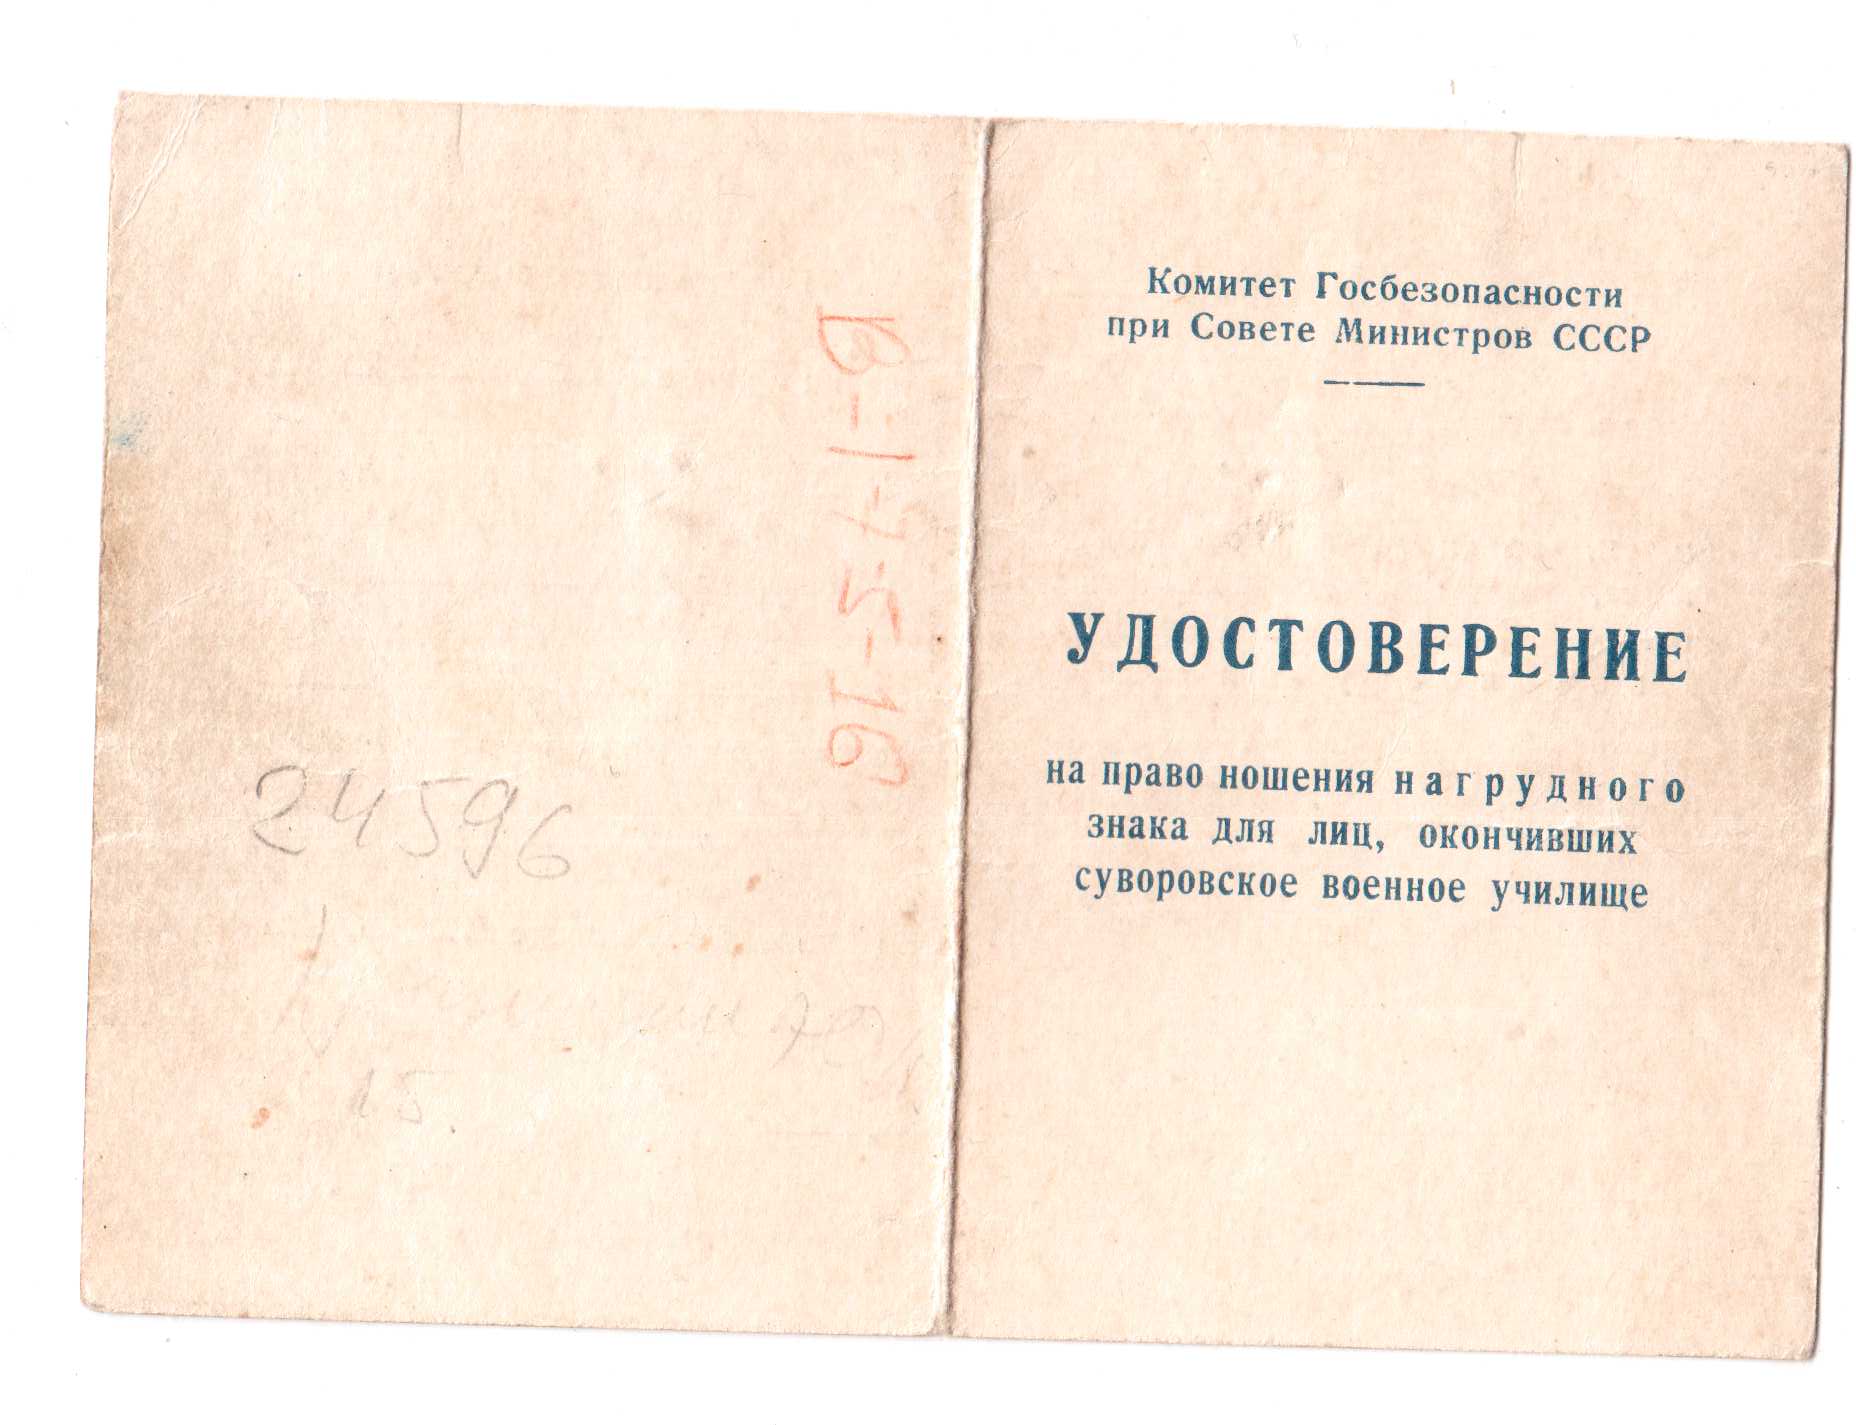 В-1-7-5-16
24596
15.
Комитет Госбезопасности
при Совете Министров СССР
УДОСТОВЕРЕНИЕ
на право ношения нагрудного
знака для лиц, окончивших
суворовское военное училище